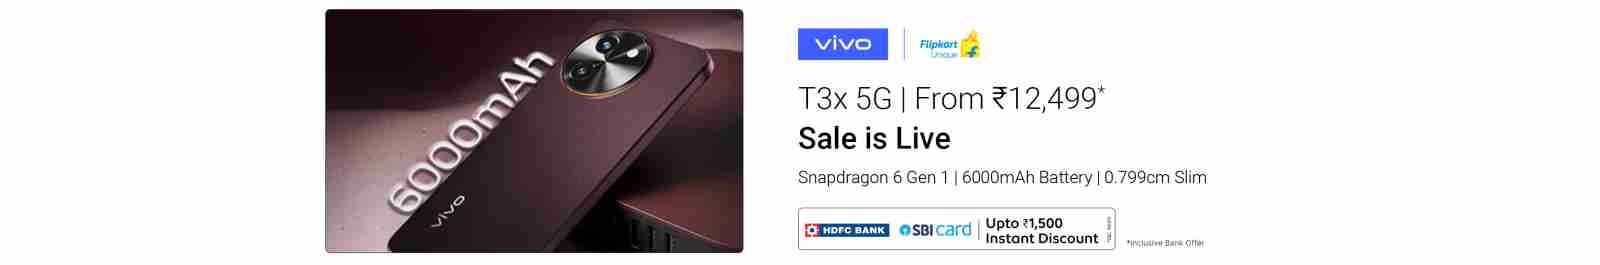 6000mAh
vivo
vivo
Flipkart
Unique
T3x 5G | From ₹12,499*
Sale is Live
Snapdragon 6 Gen 1 | 6000mAh Battery | 0.799cm Slim
HDFC BANK
SBI card
Upto ₹1,500
Instant Discount
*Inclusive Bank Offer